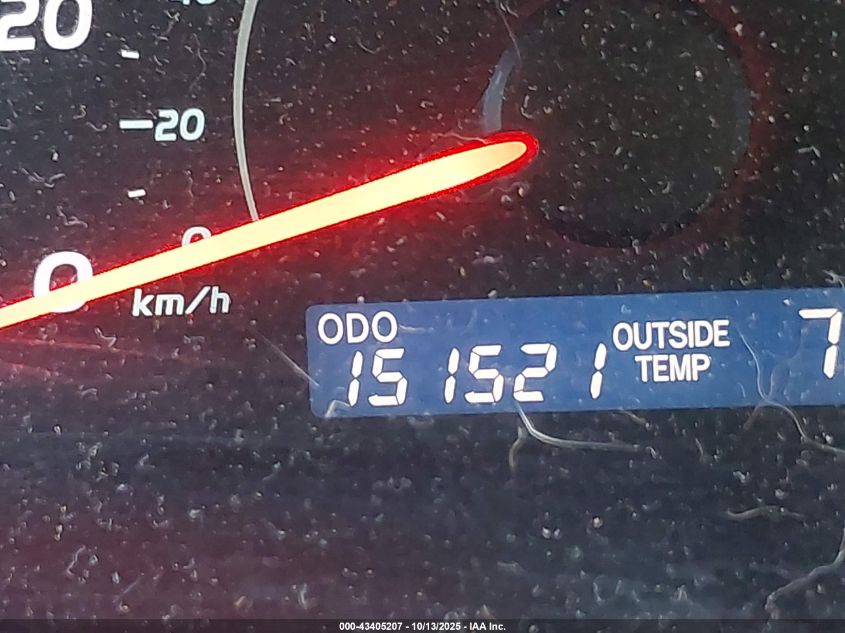 20
20
0
0
km/h
ODO
151521
OUTSIDE
TEMP
7
000-43405207 - 10/13/2025 - IAA Inc.